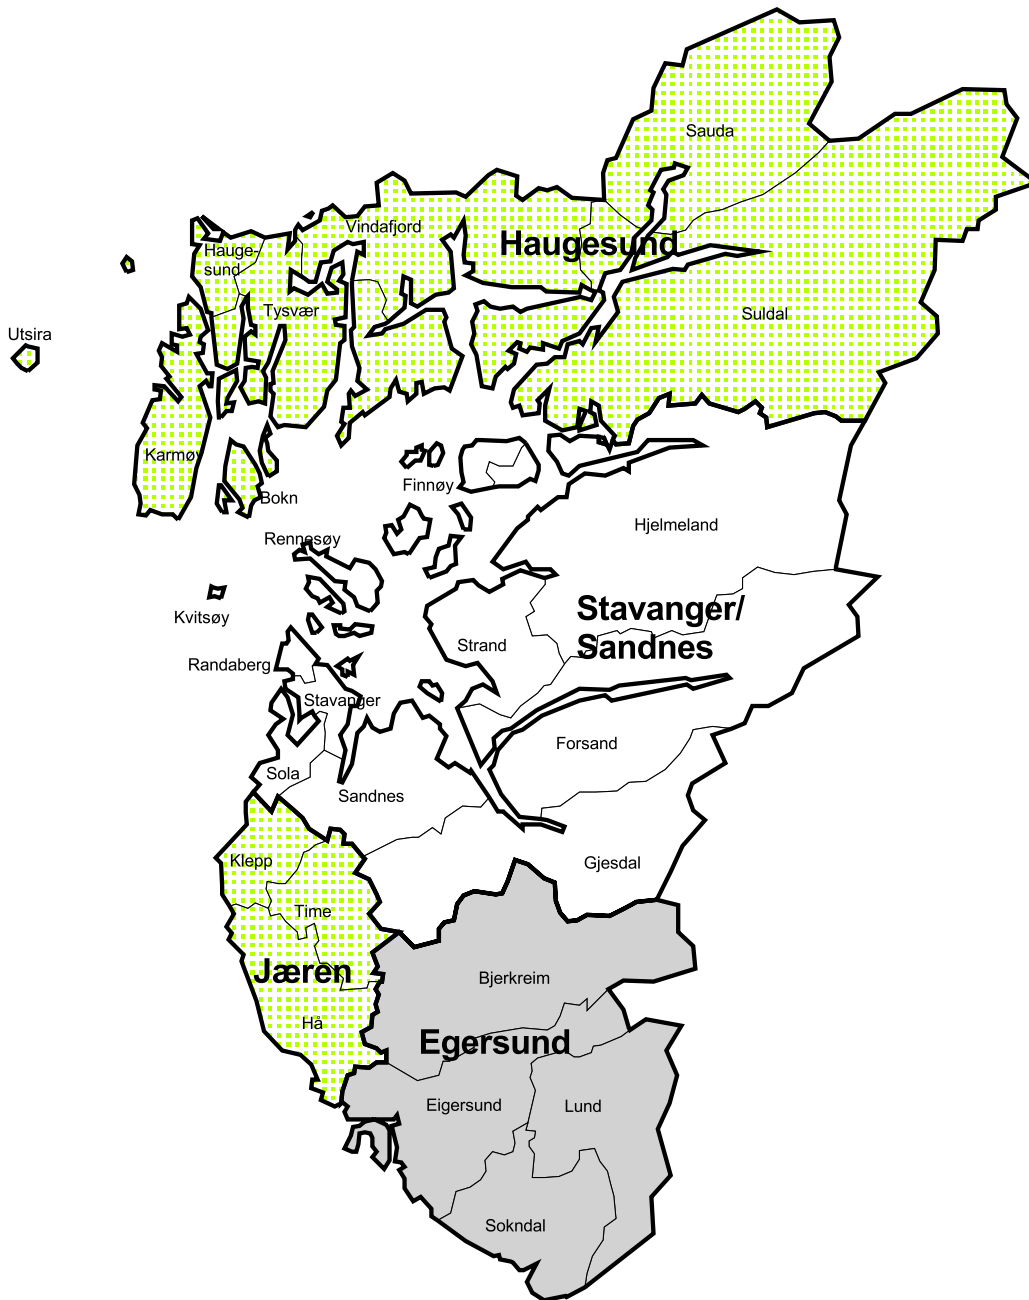 Sauda
Vindafjord
Haugesund
Hauge-
sund
Tysvær
Suldal
Utsira
Karmøy
Finnøy
Bokn
Hjelmeland
Rennesøy
Stavanger/
Sandnes
Kvitsøy
Strand
Randaberg
Stavanger
Forsand
Sola
Sandnes
Klepp
Gjesdal
Time
Jæren
Bjerkreim
Hå
Egersund
Eigersund
Lund
Sokndal